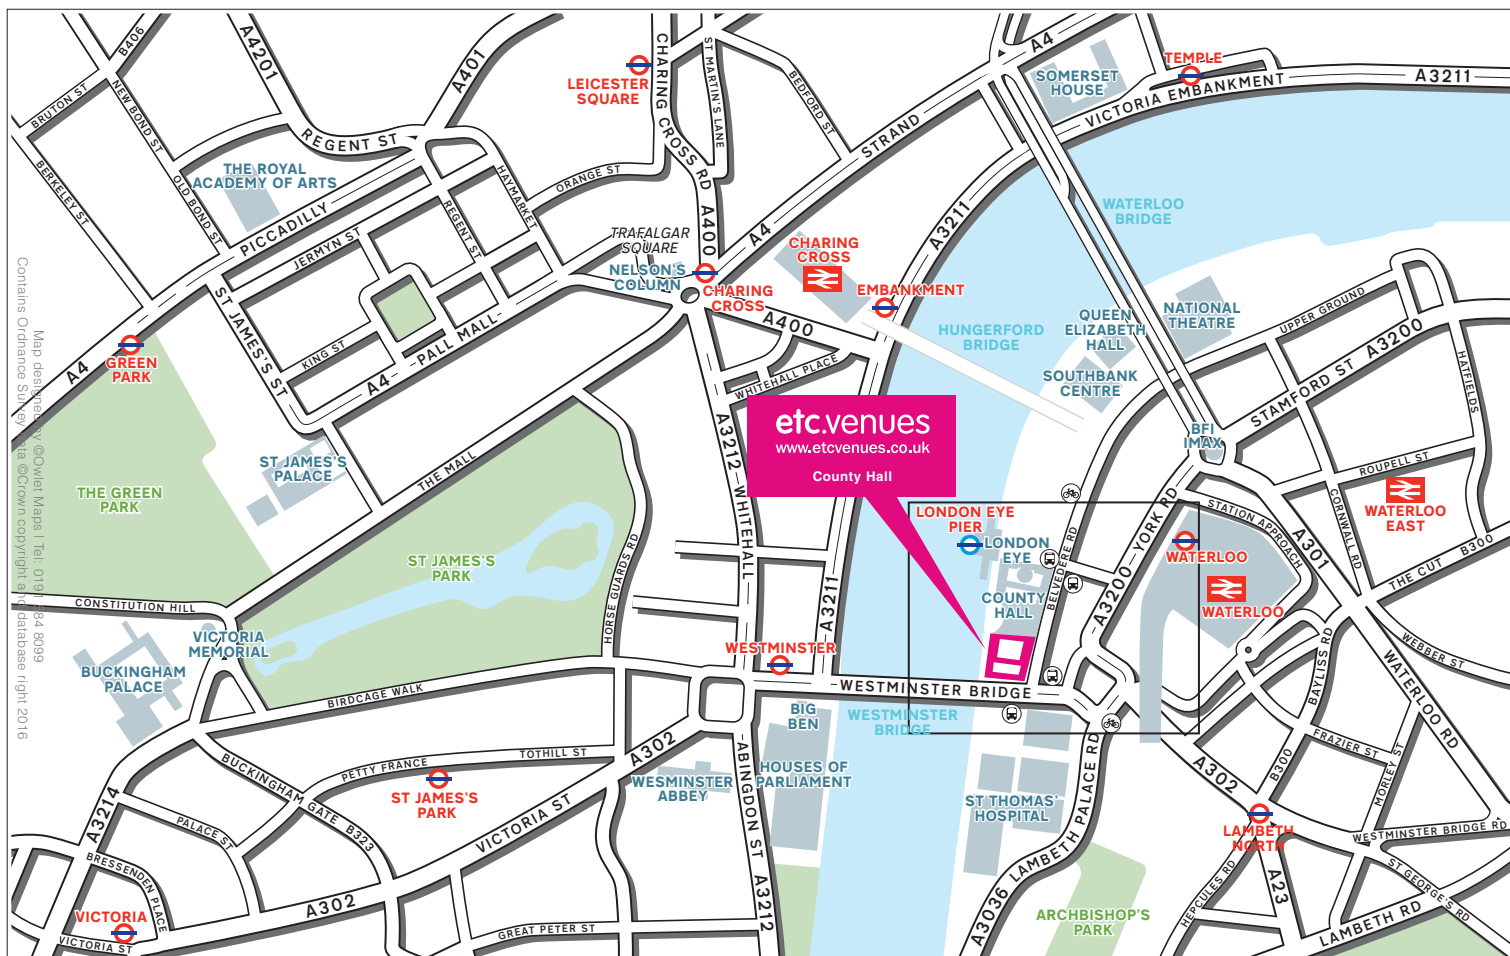 B406
A4201
A401
LEICESTER
SQUARE
CHARING CROSS RD
ST MARTIN'S LANE
BEDFORD ST
A4
SOMERSET
HOUSE
TEMPLE
VICTORIA EMBANKMENT
A3211
BRUTON ST
NEW BOND ST
REGENT ST
STRAND
THE ROYAL
ACADEMY OF ARTS
BERKELEY ST
OLD BOND ST
HAYMARKET
ORANGE ST
PICCADILLY
JERMYN ST
REGENT ST
A400
A4
A3211
WATERLOO
BRIDGE
TRAFALGAR
SQUARE
NELSON'S
COLUMN
CHARING
CROSS
CHARING
CROSS
EMBANKMENT
A400
HUNGERFORD
BRIDGE
QUEEN
ELIZABETH
HALL
NATIONAL
THEATRE
UPPER GROUND
STAMFORD ST
A3200
HATFIELDS
ST JAMES'S ST
KING ST
A4
PALL MALL
WHITEHALL PLACE
SOUTHBANK
CENTRE
A4
GREEN
PARK
etc.venues
www.etcvenues.co.uk
County Hall
BFI
IMAX
ROUPELL ST
ST JAMES'S
PALACE
THE MALL
A3212
WHITEHALL
THE GREEN
PARK
CORNWALL RD
WATERLOO
EAST
YORK RD
STATION APPROACH
A301
LONDON EYE
PIER
LONDON
EYE
WATERLOO
WATERLOO
B300
THE CUT
ST JAMES'S
PARK
HORSE GUARDS RD
A3211
BELVEDERE RD
A3200
COUNTY
HALL
CONSTITUTION HILL
VICTORIA
MEMORIAL
BUCKINGHAM
PALACE
WESTMINSTER
WESTMINSTER BRIDGE
WESTMINSTER
BRIDGE
BAYLISS RD
WEBBER ST
WATERLOO RD
BIRDCAGE WALK
BIG
BEN
TOTHILL ST
PETTY FRANCE
A302
ST JAMES'S
PARK
BUCKINGHAM GATE
B323
WESMINSTER
ABBEY
HOUSES OF
PARLIAMENT
ABINGDON ST
ST THOMAS'
HOSPITAL
LAMBETH PALACE RD
A302
B300
FRAZIER ST
MORLEY ST
A3214
PALACE ST
VICTORIA ST
LAMBETH
NORTH
WESTMINSTER BRIDGE RD
ST GEORGE'S RD
BRESSENDEN PLACE
VICTORIA
VICTORIA ST
A302
GREAT PETER ST
A3212
A3036
ARCHBISHOP'S
PARK
HEPCULES RD
A23
LAMBETH RD
Contains Ordnance Survey data ©Crown copyright and database right 2016